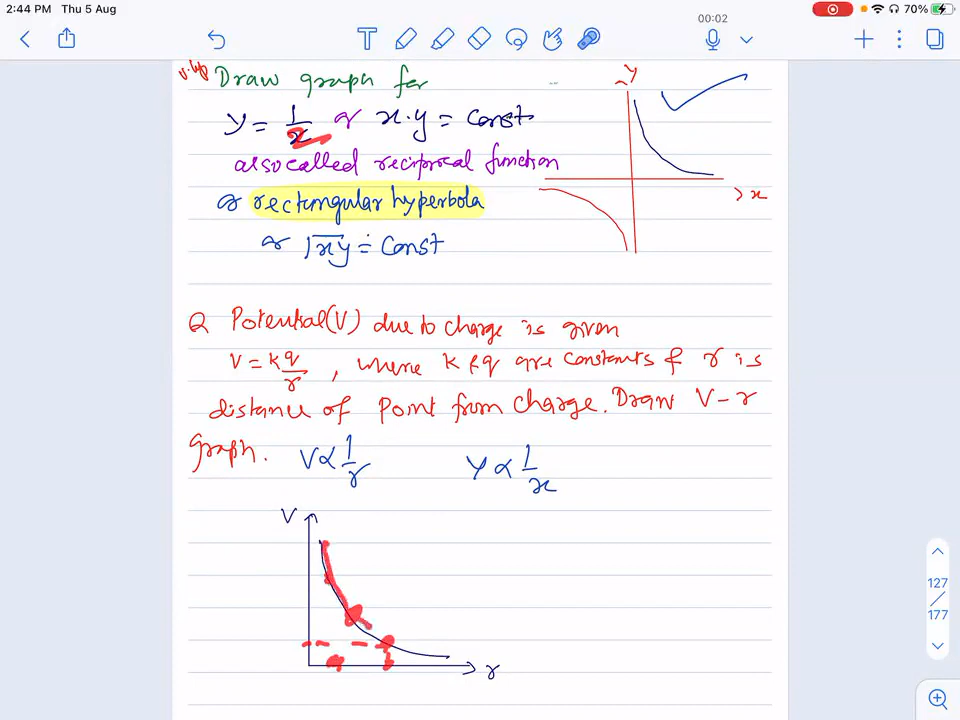 2:44 PM Thu 5 Aug
70%
00:02
T
v.Imp Draw graph for
y = 1/x or x.y = const
also called reciprocal function
or rectangular hyperbola
or xy = Const
y
x
Q Potential(V) due to charge is given
V = kq/r, where k & q are constants & r is
distance of Point from charge. Draw V-r
graph. V ∝ 1/r Y ∝ 1/x
V
r
127
177